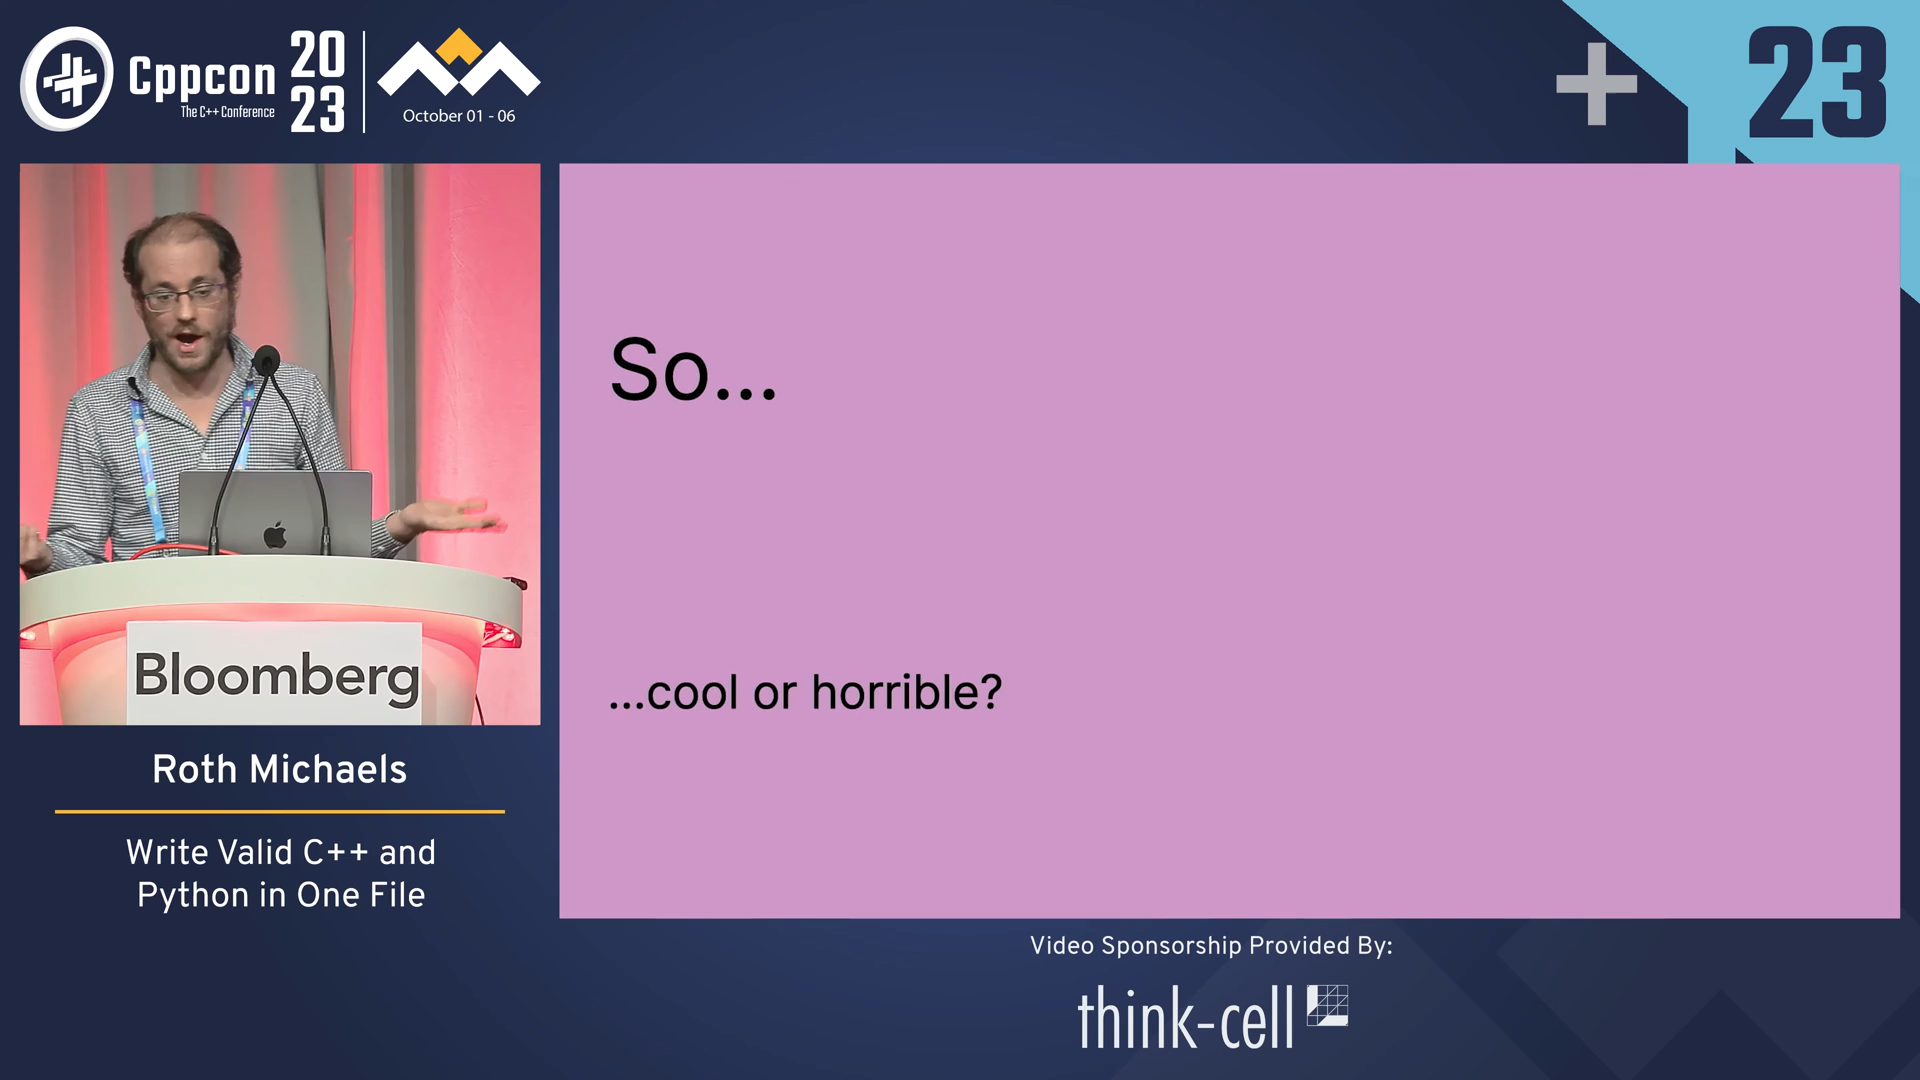 Cppcon
The C++ Conference
20
23
October 01 - 06
23
So...
...cool or horrible?
Bloomberg
Roth Michaels
Write Valid C++ and
Python in One File
Video Sponsorship Provided By:
think-cell